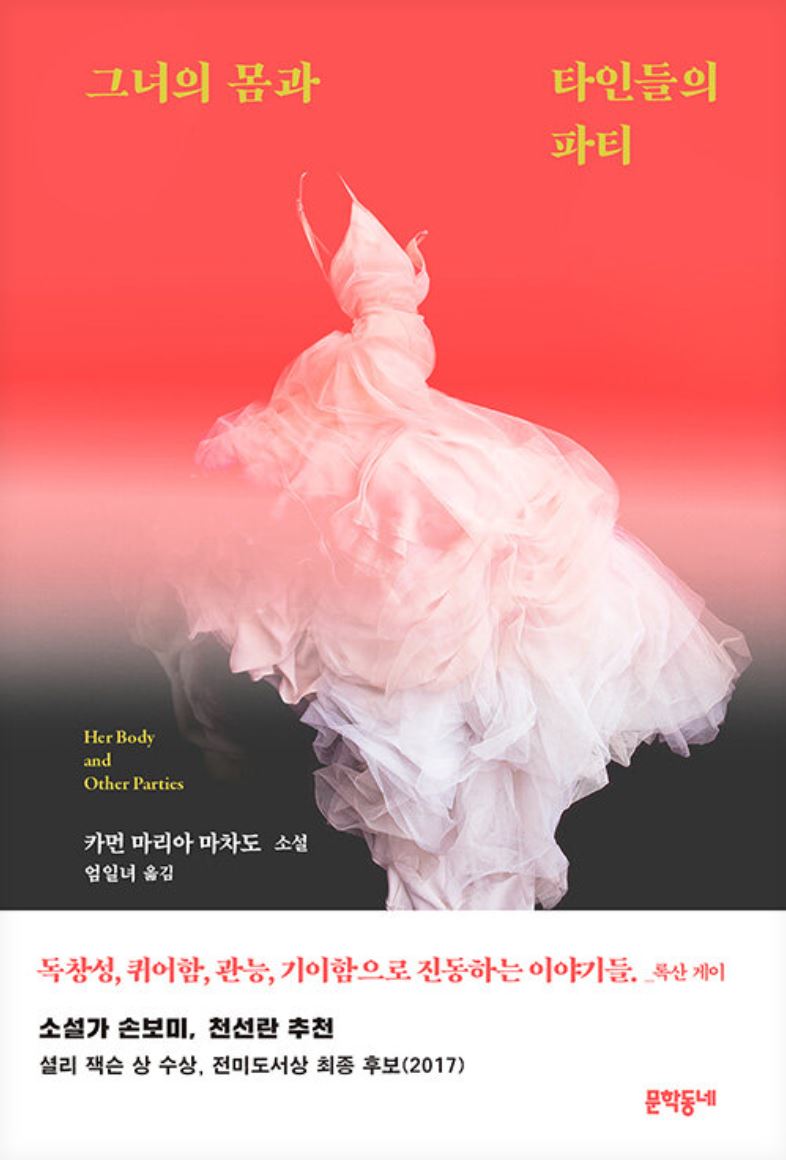 그녀의 몸과
타인들의
파티
Her Body
and
Other Parties
카먼 마리아 마차도 소설
엄일녀 옮김
독창성, 퀴어함, 관능, 기이함으로 진동하는 이야기들. _록산 게이
소설가 손보미, 천선란 추천
셜리 잭슨 상 수상, 전미도서상 최종 후보(2017)
문학동네